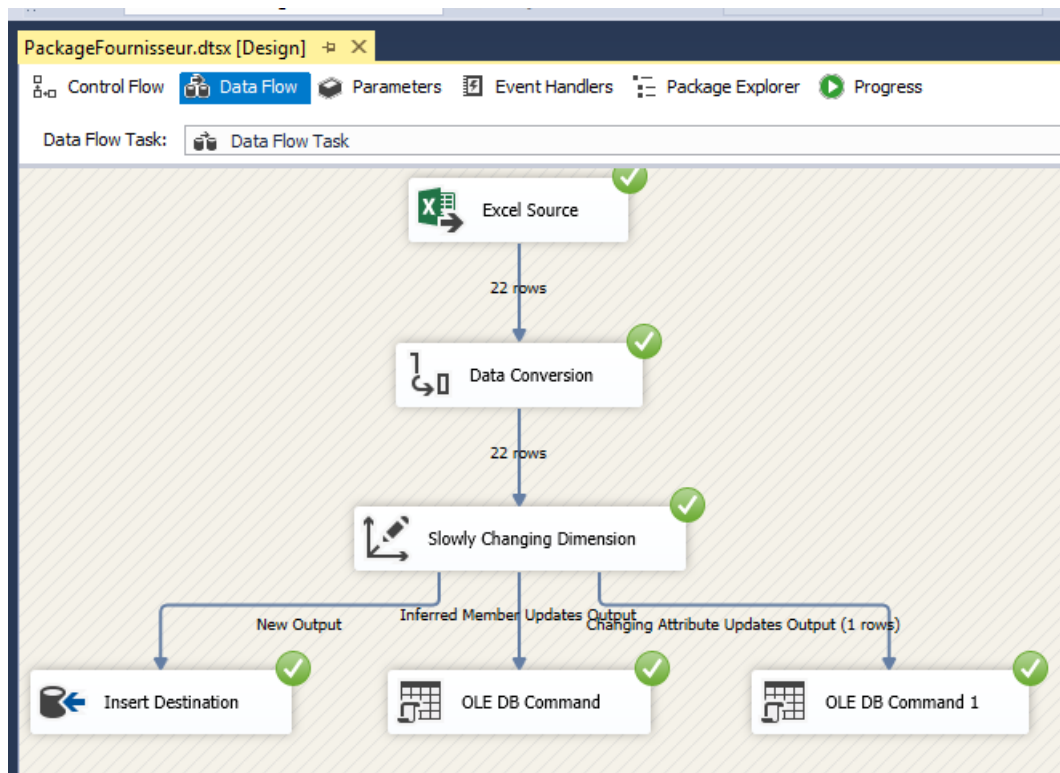 PackageFournisseur.dtsx [Design]
Control Flow Data Flow Parameters Event Handlers Package Explorer Progress
Data Flow Task: Data Flow Task
Excel Source
22 rows
Data Conversion
22 rows
Slowly Changing Dimension
New Output
Inferred Member Updates Output
Changing Attribute Updates Output (1 rows)
Insert Destination
OLE DB Command
OLE DB Command 1